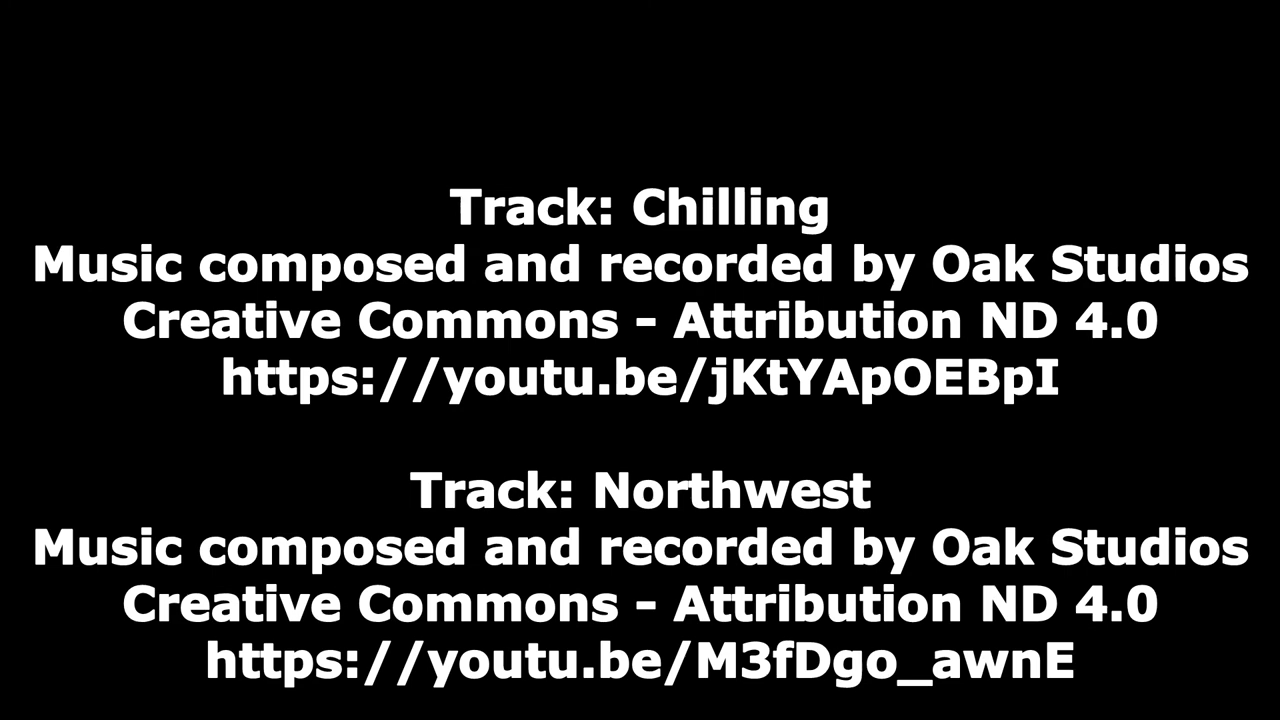 Track: Chilling
Music composed and recorded by Oak Studios
Creative Commons - Attribution ND 4.0
https://youtu.be/jKtYApOEBpI
Track: Northwest
Music composed and recorded by Oak Studios
Creative Commons - Attribution ND 4.0
https://youtu.be/M3fDgo_awnE